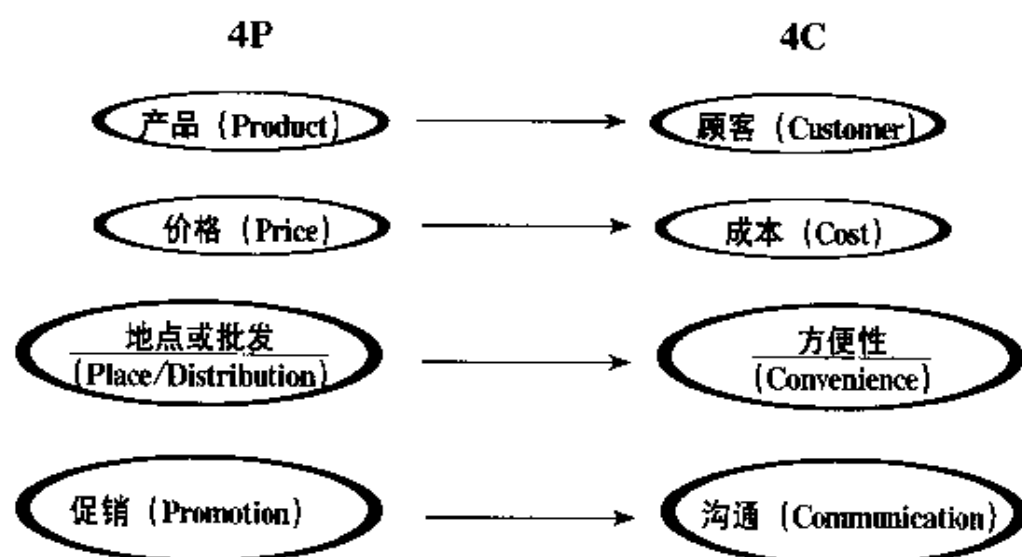 4P 4C
产品（Product） 顾客（Customer）
价格（Price） 成本（Cost）
地点或批发 方便性
（Place/Distribution） （Convenience）
促销（Promotion） 沟通（Communication）